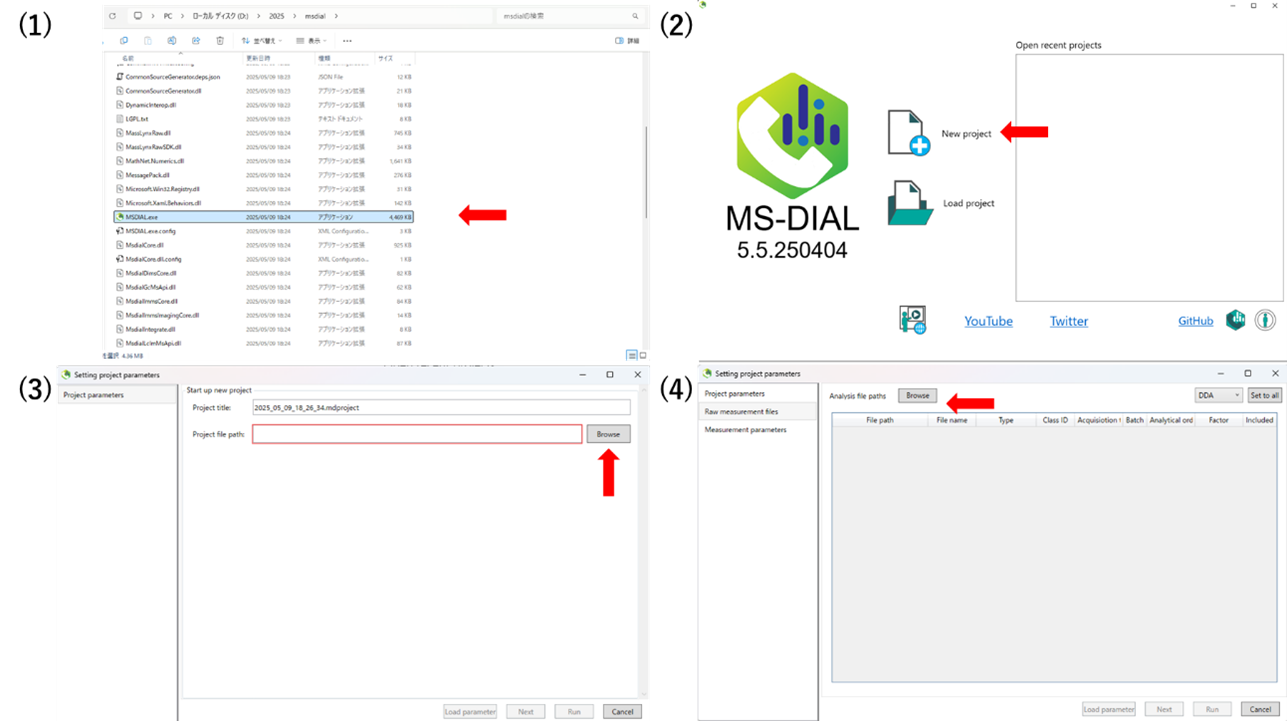 (1)
PC > ローカル ディスク (D:) > 2025 > msdial >
msdialの検索
並べ替え
表示
詳細
名前 更新日時 種類 サイズ
CommonSourceGenerator.deps.json 2025/05/09 18:23 JSON File 12 KB
CommonSourceGenerator.dll 2025/05/09 18:23 アプリケーション拡張 21 KB
DynamicInterop.dll 2025/05/09 18:23 アプリケーション拡張 18 KB
LGPL.txt 2025/05/09 18:23 テキスト ドキュメント 8 KB
MassLynxRaw.dll 2025/05/09 18:24 アプリケーション拡張 745 KB
MassLynxRawSDK.dll 2025/05/09 18:24 アプリケーション拡張 34 KB
MathNet.Numerics.dll 2025/05/09 18:24 アプリケーション拡張 1,641 KB
MessagePack.dll 2025/05/09 18:24 アプリケーション拡張 276 KB
Microsoft.Win32.Registry.dll 2025/05/09 18:24 アプリケーション拡張 31 KB
Microsoft.Xaml.Behaviors.dll 2025/05/09 18:24 アプリケーション拡張 142 KB
MSDIAL.exe 2025/05/09 18:24 アプリケーション 4,469 KB
MSDIAL.exe.config 2025/05/09 18:24 XML Configuratio... 3 KB
MsdialCore.dll 2025/05/09 18:24 アプリケーション拡張 925 KB
MsdialCore.dll.config 2025/05/09 18:24 XML Configuratio... 1 KB
MsdialDimsCore.dll 2025/05/09 18:24 アプリケーション拡張 82 KB
MsdialGcMsApi.dll 2025/05/09 18:24 アプリケーション拡張 62 KB
MsdialImmsCore.dll 2025/05/09 18:24 アプリケーション拡張 84 KB
MsdialImmsImagingCore.dll 2025/05/09 18:24 アプリケーション拡張 14 KB
MsdialIntegrate.dll 2025/05/09 18:24 アプリケーション拡張 8 KB
MsdialLcImMsApi.dll 2025/05/09 18:24 アプリケーション拡張 87 KB
を選択 4.36 MB
(2)
Open recent projects
New project
Load project
MS-DIAL
5.5.250404
YouTube
Twitter
GitHub
(3)
Setting project parameters
Project parameters
Start up new project
Project title: 2025_05_09_18_26_34.mdproject
Project file path: Browse
Load parameter Next Run Cancel
(4)
Setting project parameters
Project parameters
Raw measurement files
Measurement parameters
Analysis file paths Browse DDA Set to all
File path File name Type Class ID Acquisiotion t Batch Analytical ord Factor Included
Load parameter Next Run Cancel